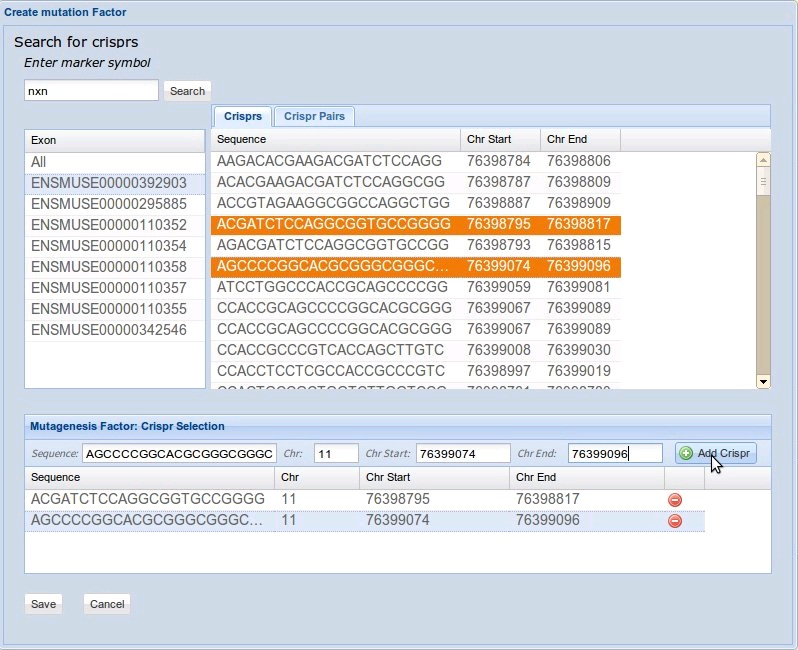 Create mutation Factor
Search for crisprs
Enter marker symbol
nxn Search
Crisprs Crispr Pairs
Exon
All
ENSMUSE00000392903
ENSMUSE00000295885
ENSMUSE00000110352
ENSMUSE00000110354
ENSMUSE00000110358
ENSMUSE00000110357
ENSMUSE00000110355
ENSMUSE00000342546
Sequence Chr Start Chr End
AAGACACGAAGACGATCTCCAGG 76398784 76398806
ACACGAAGACGATCTCCAGGCGG 76398787 76398809
ACCGTAGAAGGCGGCCAGGCTGG 76398887 76398909
ACGATCTCCAGGCGGTGCCGGGG 76398795 76398817
AGACGATCTCCAGGCGGTGCCGG 76398793 76398815
AGCCCCGGCACGCGGGCGGGC... 76399074 76399096
ATCCTGGCCCACCGCAGCCCCGG 76399059 76399081
CCACCGCAGCCCCGGCACGCGGG 76399067 76399089
CCACCGCAGCCCCGGCACGCGGG 76399067 76399089
CCACCGCCCGTCACCAGCTTGTC 76399008 76399030
CCACCTCCTCGCCACCGCCCGTC 76398997 76399019
Mutagenesis Factor: Crispr Selection
Sequence: AGCCCCGGCACGCGGGCGGGC Chr: 11 Chr Start: 76399074 Chr End: 76399096 Add Crispr
Sequence Chr Chr Start Chr End
ACGATCTCCAGGCGGTGCCGGGG 11 76398795 76398817
AGCCCCGGCACGCGGGCGGGC... 11 76399074 76399096
Save Cancel